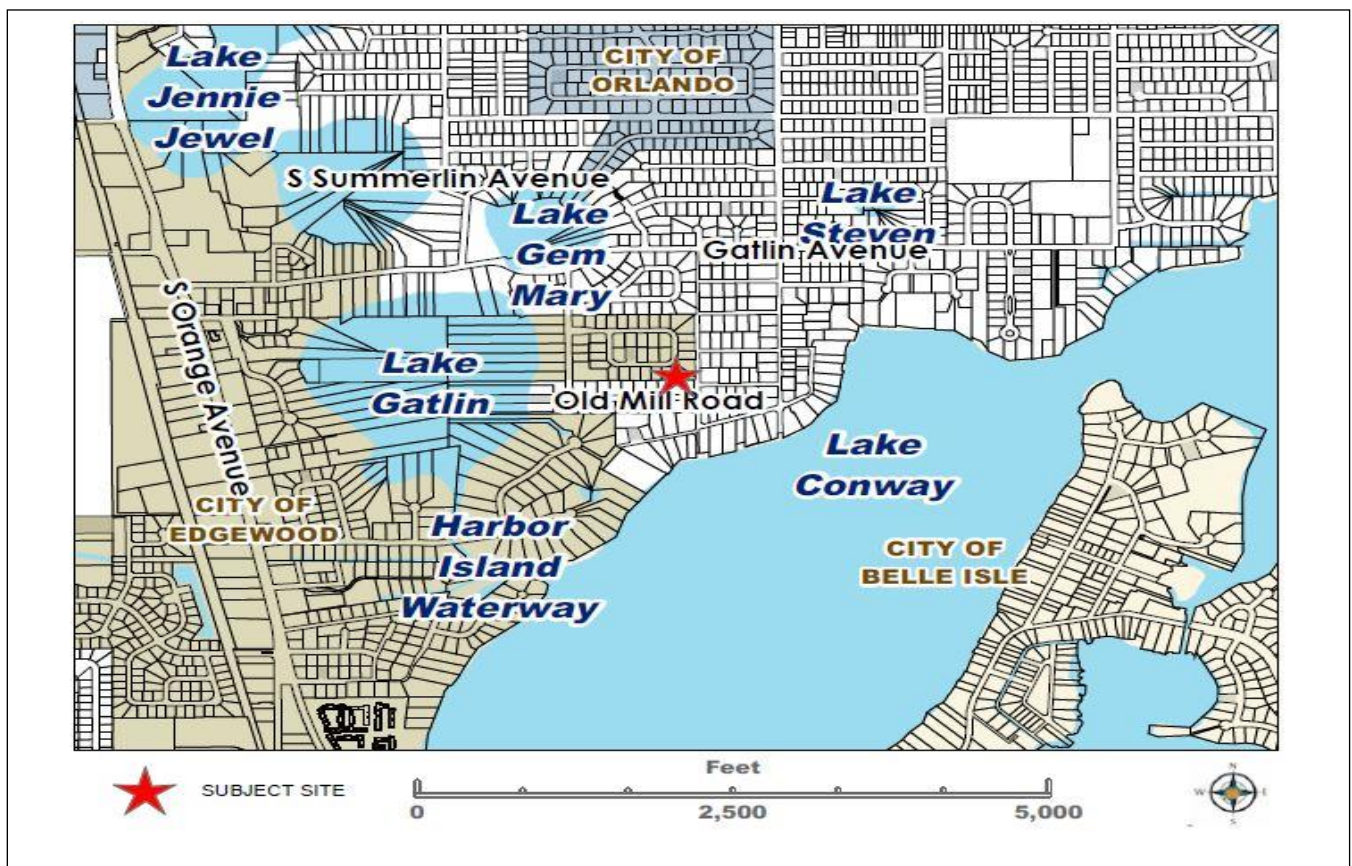 Lake
Jennie
Jewel
CITY OF
ORLANDO
S Summerlin Avenue
Lake
Gem
Mary
Lake
Steven
Gatlin Avenue
S Orange Avenue
Lake
Gatlin
Old Mill Road
Lake
Conway
CITY OF
EDGEWOOD
Harbor
Island
Waterway
CITY OF
BELLE ISLE
SUBJECT SITE
Feet
0
2,500
5,000
N
W
E
S